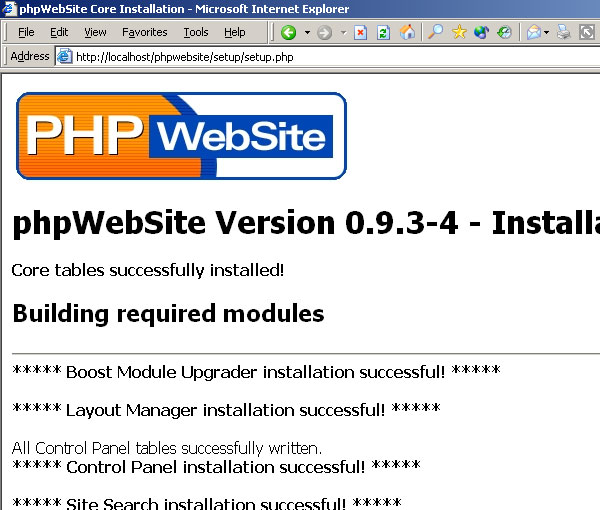 phpWebSite Core Installation - Microsoft Internet Explorer
File Edit View Favorites Tools Help
Address http://localhost/phpwebsite/setup/setup.php
PHP WebSite
phpWebSite Version 0.9.3-4 - Installa
Core tables successfully installed!
Building required modules
***** Boost Module Upgrader installation successful! *****
***** Layout Manager installation successful! *****
All Control Panel tables successfully written.
***** Control Panel installation successful! *****
***** Site Search installation successful! *****